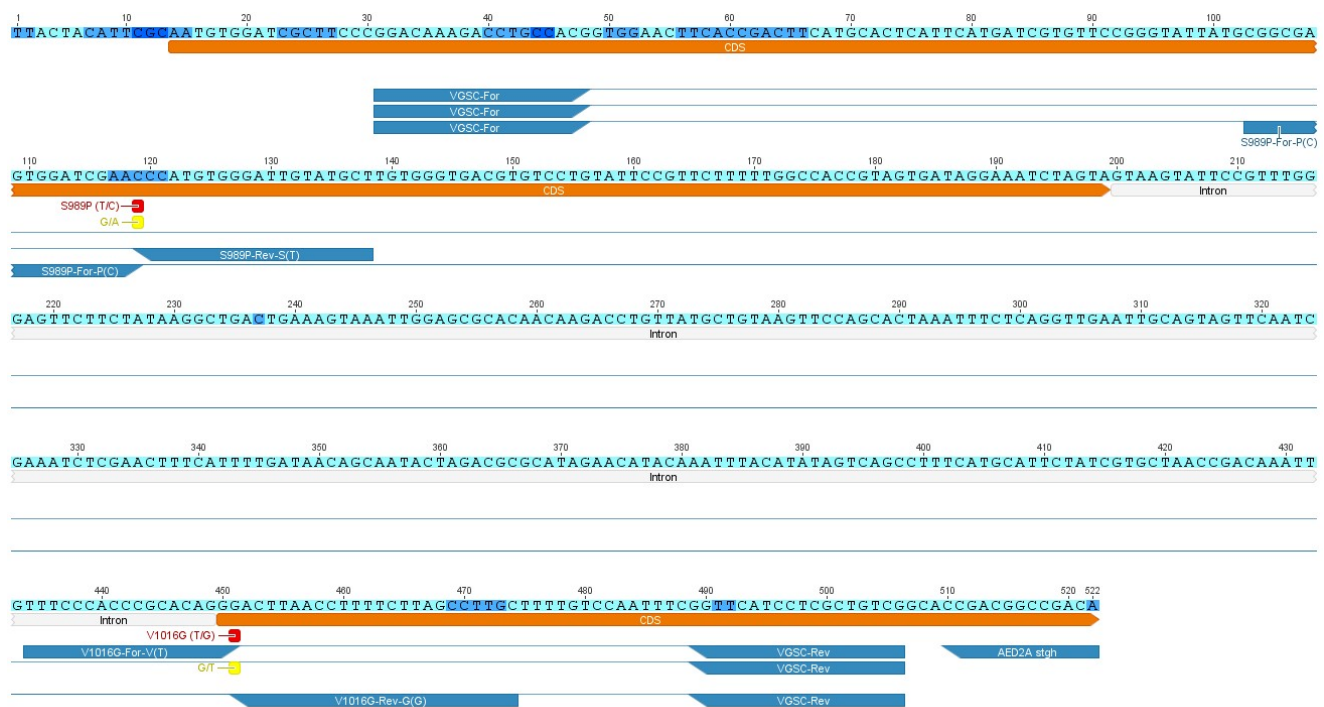 1 10 20 30 40 50 60 70 80 90 100
TTACTACATTCGCAATGTGGATCGCTTCCCGGACAAAGACCTGCCACGGTGGAACTTCACCGACTTCATGCACTCATTCATGATCGTGTTCCGGGTATTATGCGGCGA
CDS
VGSC-For
VGSC-For
VGSC-For
S989P-For-P(C)
110 120 130 140 150 160 170 180 190 200 210
GTGGATCGAACCCATGTGGGATTGTATGCTTGTGGGTGACGTGTCCTGTATTCCGTTCTTTTTGGCCACCGTAGTGATAGGAAATCTAGTAGTAAGTATTCCGTTTGG
CDS Intron
S989P (T/C)
G/A
S989P-Rev-S(T)
S989P-For-P(C)
220 230 240 250 260 270 280 290 300 310 320
GAGTTCTTCTATAAGGCTGACTGAAAGTAAATTGGAGCGCACAACAAGACCTGTTATGCTGTAAGTTCCAGCACTAAATTTCTCAGGTTGAATTGCAGTAGTTCAATC
Intron
330 340 350 360 370 380 390 400 410 420 430
GAAATCTCGAACTTTCATTTTGATAACAGCAATACTAGACGCGCATAGAACATACAAATTTACATATAGTCAGCCTTTCATGCATTCTATCGTGCTAACCGACAAATT
Intron
440 450 460 470 480 490 500 510 520 522
GTTTCCCACCCGCACAGGGACTTAACCTTTTCTTAGCCTTGCTTTTGTCCAATTTCGGTTCATCCTCGCTGTCGGCACCGACGGCCGACA
Intron CDS
V1016G (T/G)
V1016G-For-V(T) VGSC-Rev AED2A stgh
G/T VGSC-Rev
V1016G-Rev-G(G) VGSC-Rev